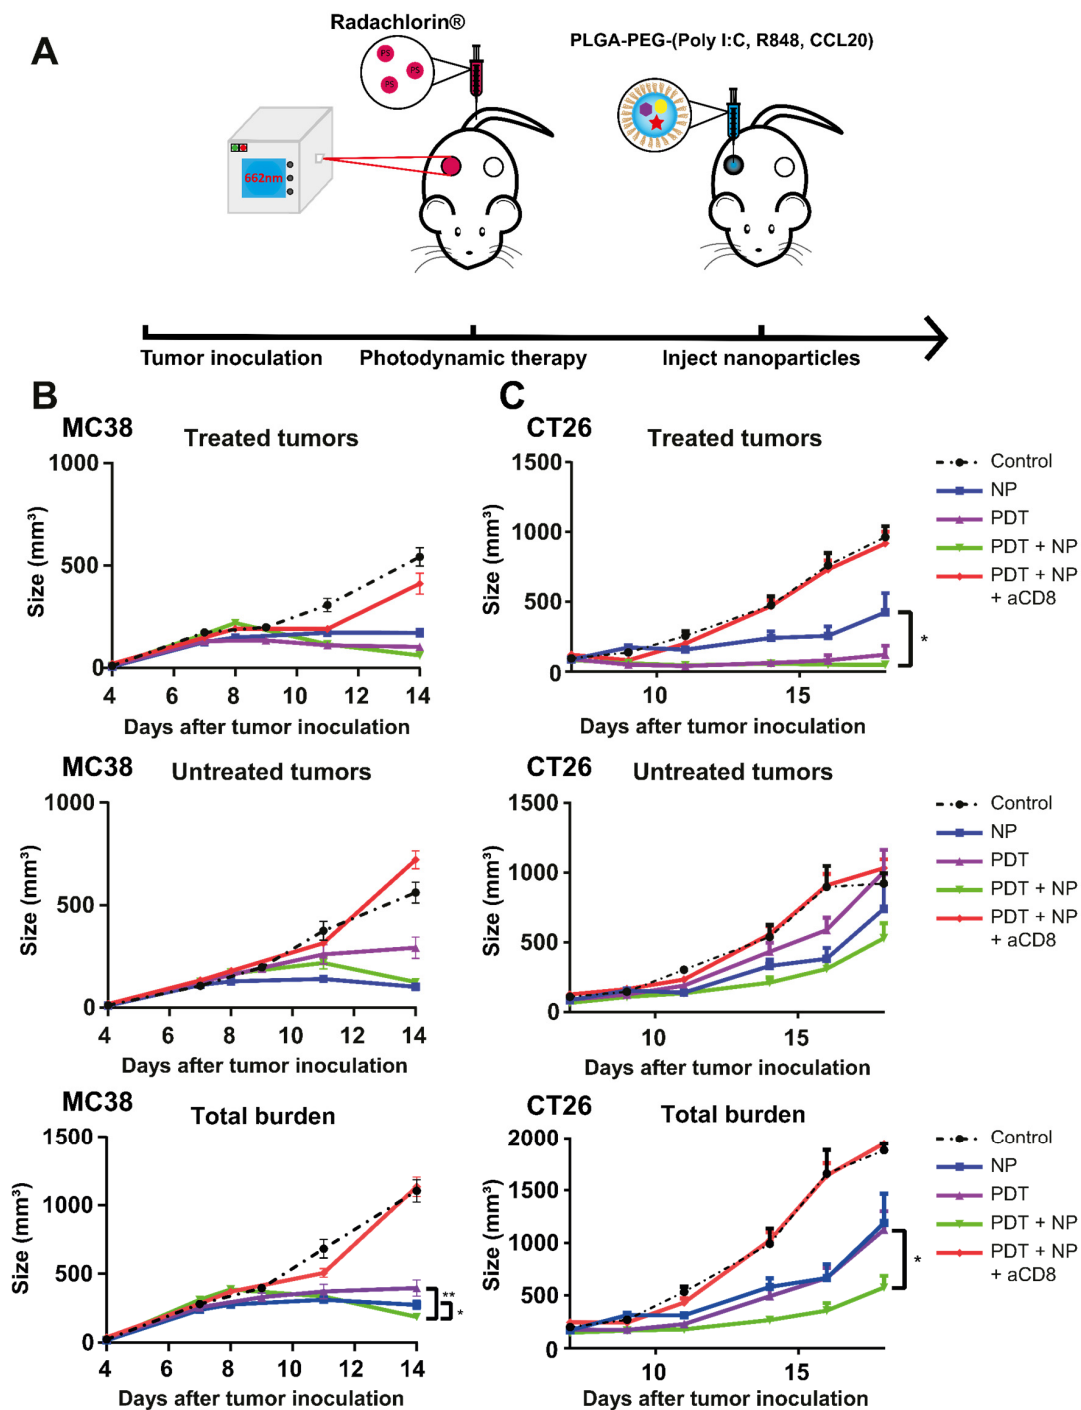 A
Radachlorin®
PLGA-PEG-(Poly I:C, R848, CCL20)
PS
PS
PS
662nm
Tumor inoculation
Photodynamic therapy
Inject nanoparticles
B
MC38
Treated tumors
1000
500
0
Size (mm³)
4 6 8 10 12 14
Days after tumor inoculation
C
CT26
Treated tumors
1500
1000
500
0
Size (mm³)
10 15
Days after tumor inoculation
*
Control
NP
PDT
PDT + NP
PDT + NP
+ aCD8
MC38
Untreated tumors
1000
500
0
Size (mm³)
4 6 8 10 12 14
Days after tumor inoculation
CT26
Untreated tumors
1500
1000
500
0
Size (mm³)
10 15
Days after tumor inoculation
Control
NP
PDT
PDT + NP
PDT + NP
+ aCD8
MC38
Total burden
1500
1000
500
0
Size (mm³)
4 6 8 10 12 14
Days after tumor inoculation
**
*
CT26
Total burden
2000
1500
1000
500
0
Size (mm³)
10 15
Days after tumor inoculation
*
Control
NP
PDT
PDT + NP
PDT + NP
+ aCD8